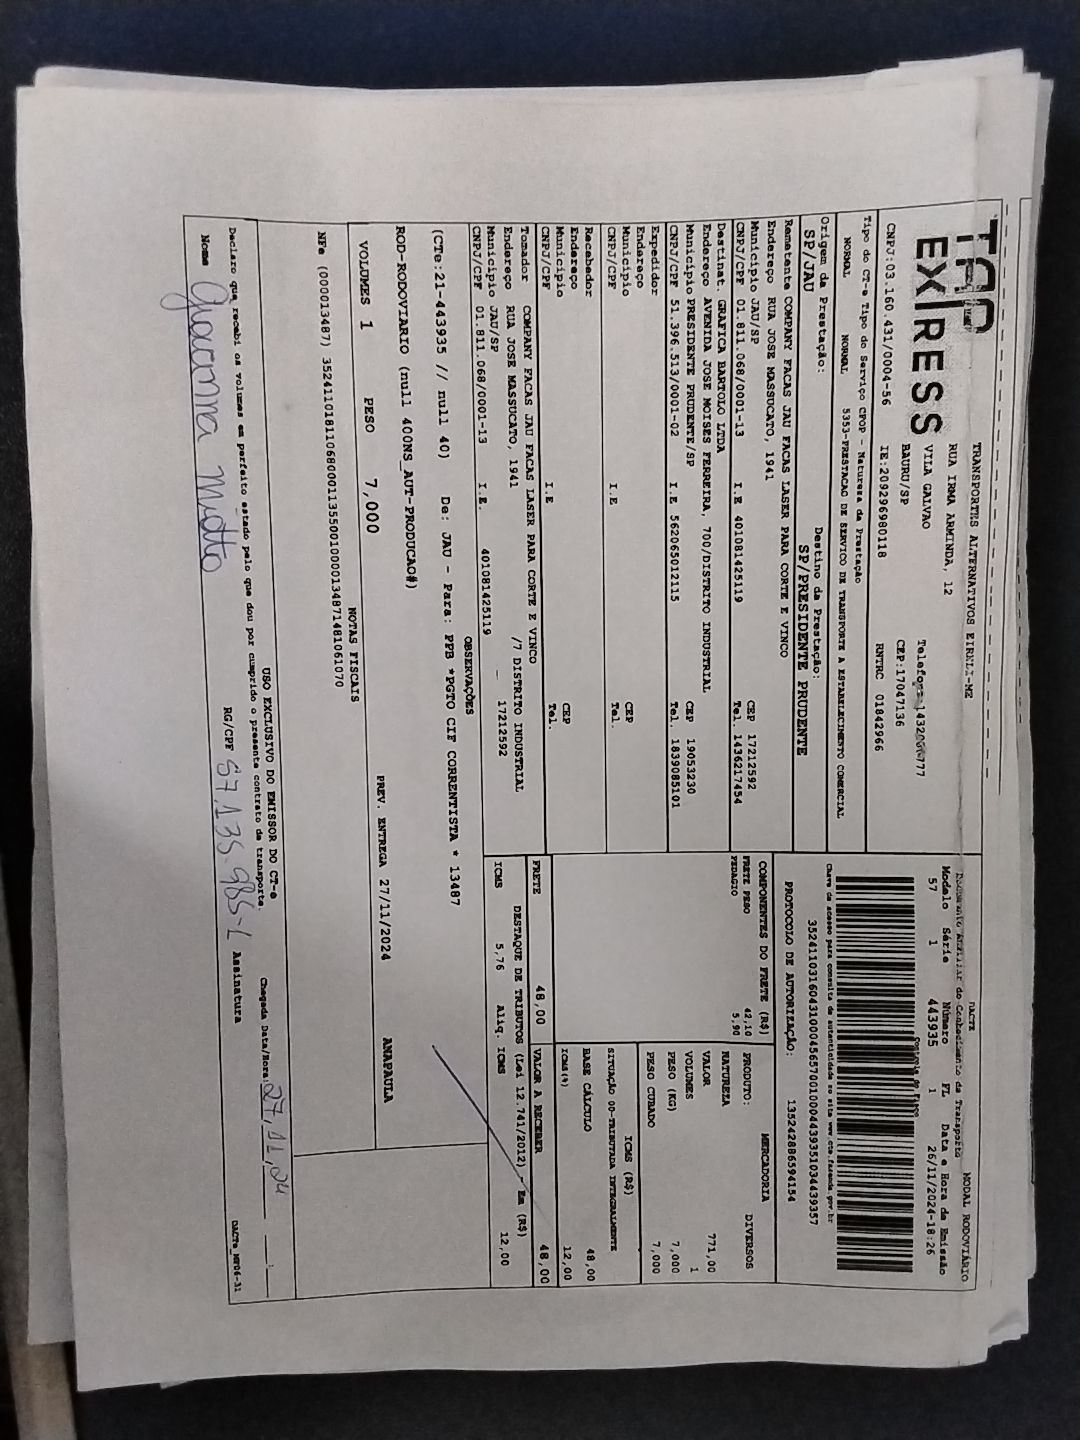 TAP
EXPRESS
TRANSPORTES ALTERNATIVOS EIRELI-ME
RUA IRMA ARMINDA, 12
VILA GALVAO
BAURU/SP
CEP:17047136
CNPJ:03.160.431/0004-56 IE:209296980118 RNTRC 01842966
Tipo do CT-e Tipo do Serviço CFOP - Natureza da Prestação
NORMAL NORMAL 5353-PRESTACAO DE SERVICO DE TRANSPORTE A ESTABELECIMENTO COMERCIAL
Origem da Prestação: Destino da Prestação:
SP/JAU SP/PRESIDENTE PRUDENTE
Remetente COMPANY FACAS JAU FACAS LASER PARA CORTE E VINCO
Endereço RUA JOSE MASSUCATO, 1941
Município JAU/SP CEP 17212592
CNPJ/CPF 01.811.068/0001-13 I.E 401081425119 Tel. 1436217454
Destinat. GRAFICA BARTOLO LTDA
Endereço AVENIDA JOSE MOISES FERREIRA, 700/DISTRITO INDUSTRIAL
Município PRESIDENTE PRUDENTE/SP CEP 19053230
CNPJ/CPF 51.396.513/0001-02 I.E 562065012115 Tel. 1839085101
Expedidor
Endereço
Município CEP
CNPJ/CPF I.E Tel.
Recebedor
Endereço
Município CEP
CNPJ/CPF I.E Tel.
Tomador COMPANY FACAS JAU FACAS LASER PARA CORTE E VINCO
Endereço RUA JOSE MASSUCATO, 1941 /7 DISTRITO INDUSTRIAL
Município JAU/SP 17212592
CNPJ/CPF 01.811.068/0001-13 I.E. 401081425119
DACTE MODAL RODOVIÁRIO
Documento Auxiliar do Conhecimento de Transporte
Modelo Série Número FL Data e Hora de Emissão
57 1 443935 1 26/11/2024-18:26
Controle do Fisco
Chave de acesso para consulta de autenticidade no site www.cte.fazenda.gov.br
35241103160431000456570010004439351034439357
PROTOCOLO DE AUTORIZAÇÃO: 135242886594154
COMPONENTES DO FRETE (R$)
FRETE PESO 42,10
PEDAGIO 5,90
PRODUTO: MERCADORIA
NATUREZA DIVERSOS
VALOR 771,00
VOLUMES 1
PESO (KG) 7,000
PESO CUBADO 7,000
ICMS (R$)
SITUAÇÃO 00-TRIBUTADA INTEGRALMENTE
BASE CÁLCULO 48,00
ICMS(%) 12,00
FRETE 48,00 VALOR A RECEBER 48,00
DESTAQUE DE TRIBUTOS (Lei 12.741/2012) - Em (R$)
ICMS 5,76 Aliq. ICMS 12,00
OBSERVAÇÕES
(CTe:21-443935 // null 40) De: JAU - Para: PPB *PGTO CIF CORRENTISTA * 13487
ROD-RODOVIARIO (null 400NS_AUT-PRODUCAO#)
VOLUMES 1 PESO 7,000 PREV. ENTREGA 27/11/2024 ANAPAULA
NOTAS FISCAIS
NFe (000013487) 35241101811068000113550010000134871481061070
USO EXCLUSIVO DO EMISSOR DO CT-e
Declaro que recebi os volumes em perfeito estado pelo que dou por cumprido o presente contrato de transporte. Chegada Data/Hora: 27,11,24
Nome RG/CPF Assinatura
DACTe_MF06-31